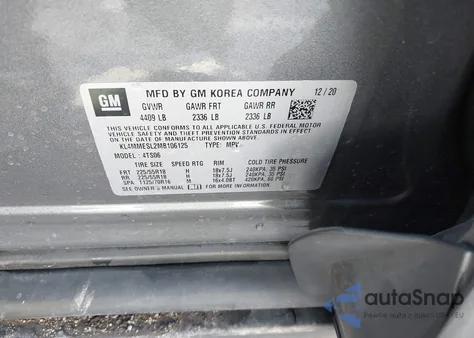 GM
MFD BY GM KOREA COMPANY 12/20
GVWR GAWR FRT GAWR RR
4409 LB 2336 LB 2336 LB
THIS VEHICLE CONFORMS TO ALL APPLICABLE U.S. FEDERAL MOTOR
VEHICLE SAFETY AND THEFT PREVENTION STANDARDS IN EFFECT
ON THE DATE OF MANUFACTURE SHOWN ABOVE.
KL4MMESL2MB106125 TYPE: MPV
MODEL: 4TS06
TIRE SIZE SPEED RTG RIM COLD TIRE PRESSURE
FRT 225/55R18 H 18x7.5J 240KPA, 35 PSI
RR 225/55R18 H 18x7.5J 240KPA, 35 PSI
SPA T125/70R16 M 16x4.0BT 420KPA, 60 PSI
SEE OWNER'S MANUAL FOR MORE INFORMATION
autoSnap